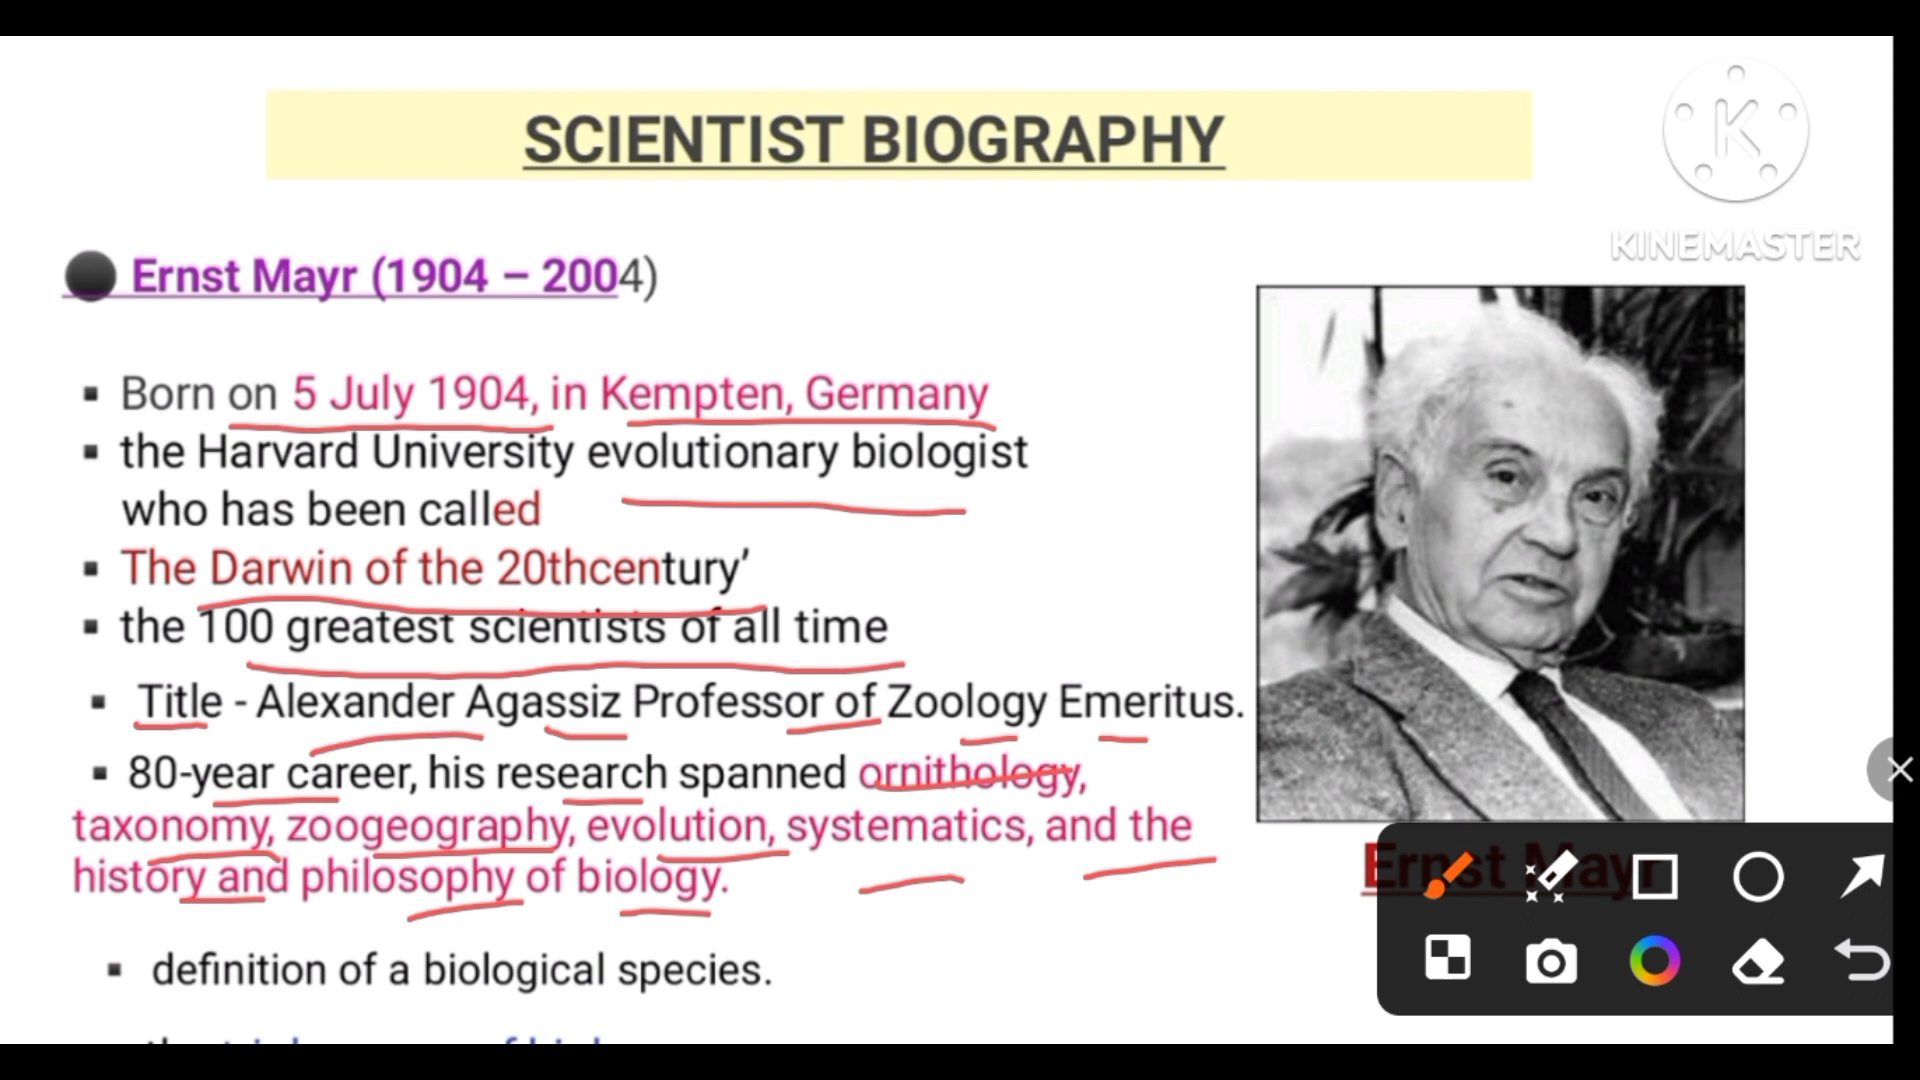 SCIENTIST BIOGRAPHY
K
KINEMASTER
Ernst Mayr (1904 – 2004)
▪ Born on 5 July 1904, in Kempten, Germany
▪ the Harvard University evolutionary biologist
who has been called
▪ The Darwin of the 20thcentury’
▪ the 100 greatest scientists of all time
▪ Title - Alexander Agassiz Professor of Zoology Emeritus.
▪ 80-year career, his research spanned ornithology,
taxonomy, zoogeography, evolution, systematics, and the
history and philosophy of biology.
Ernst Mayr
▪ definition of a biological species.